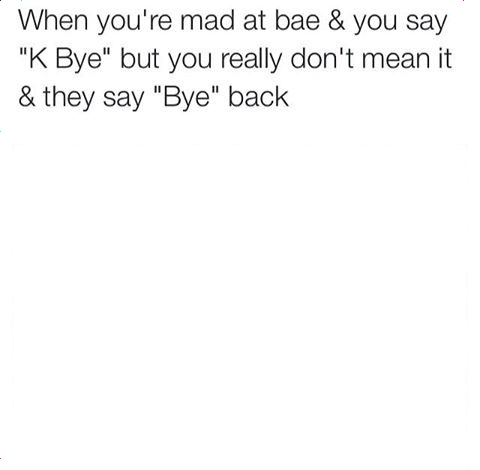 When you're mad at bae & you say
"K Bye" but you really don't mean it
& they say "Bye" back